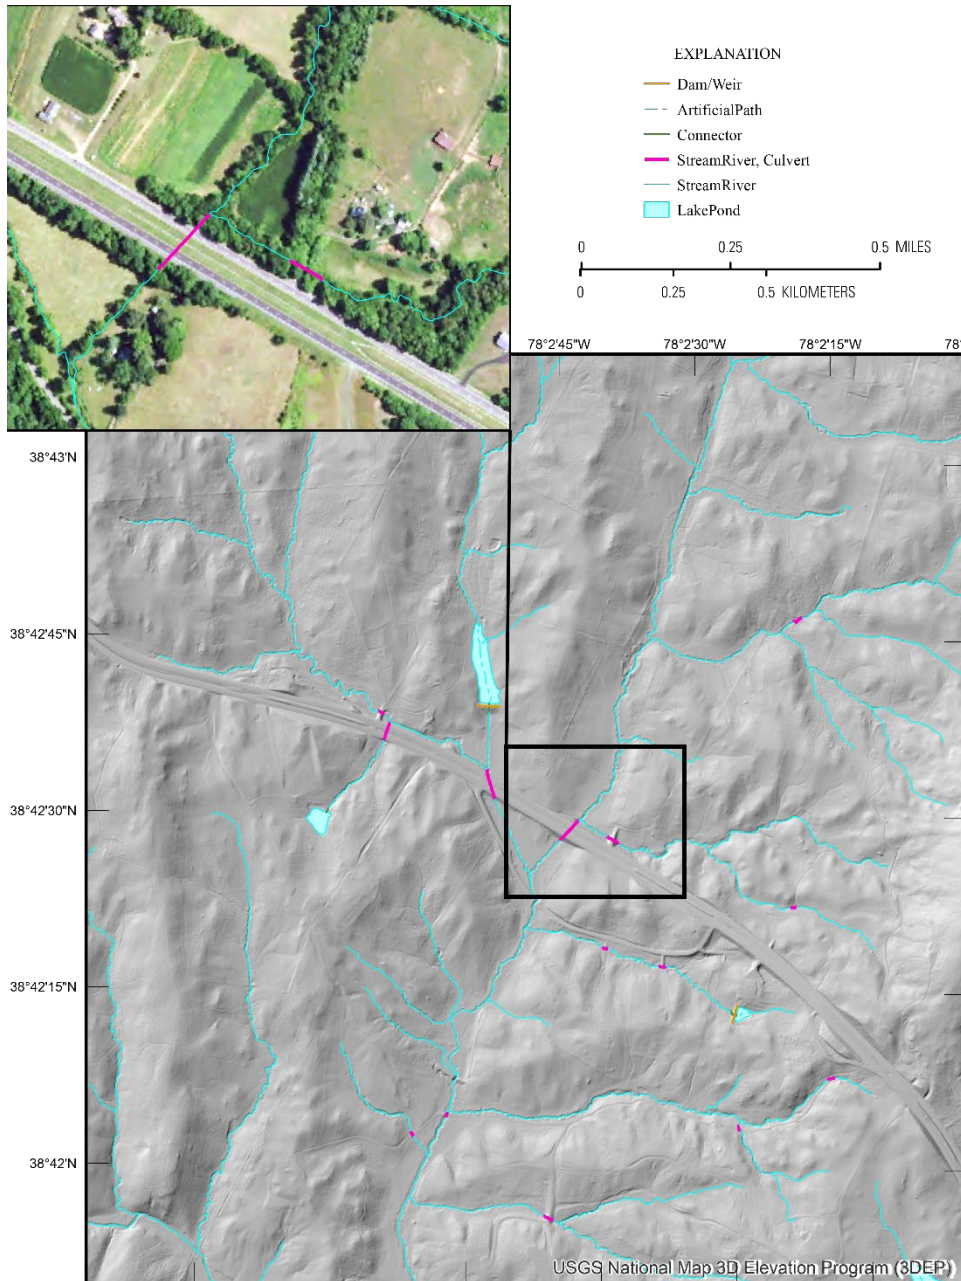 EXPLANATION
Dam/Weir
ArtificialPath
Connector
StreamRiver, Culvert
StreamRiver
LakePond
0 0.25 0.5 MILES
0 0.25 0.5 KILOMETERS
78°2'45"W 78°2'30"W 78°2'15"W 78°
38°43'N
38°42'45"N
38°42'30"N
38°42'15"N
38°42'N
USGS National Map 3D Elevation Program (3DEP)